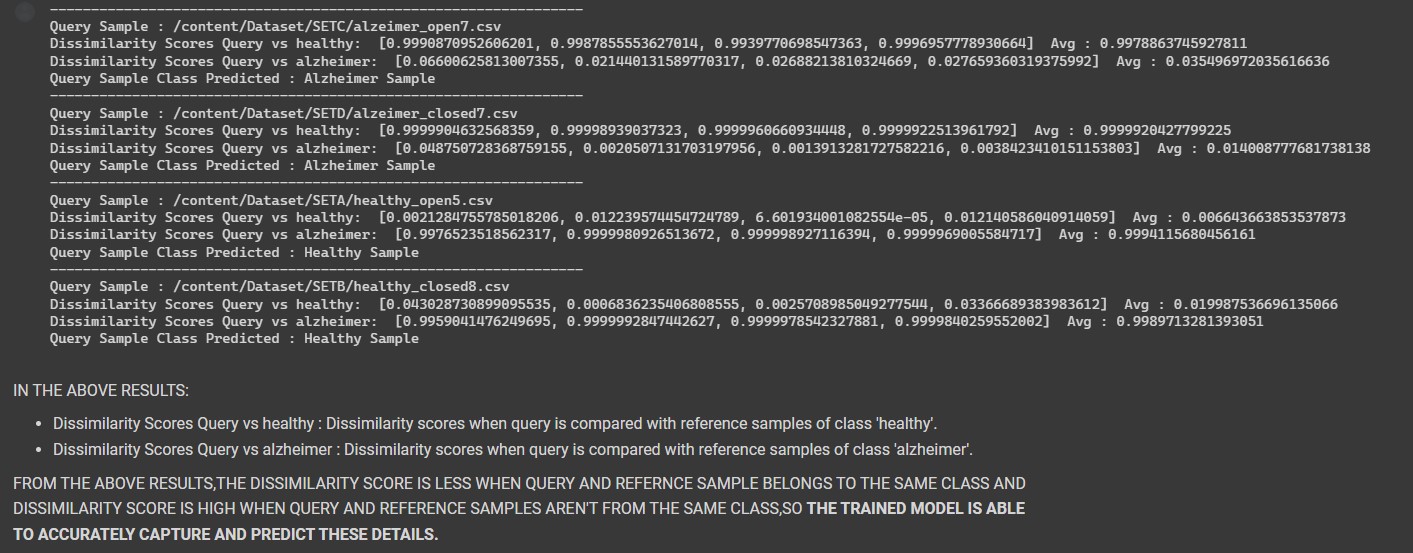 -----------------------------------------------------------------
Query Sample : /content/Dataset/SETC/alzeimer_open7.csv
Dissimilarity Scores Query vs healthy:  [0.9990870952606201, 0.9987855553627014, 0.9939770698547363, 0.9996957778930664]  Avg : 0.9978863745927811
Dissimilarity Scores Query vs alzheimer:  [0.06600625813007355, 0.021440131589770317, 0.02688213810324669, 0.027659360319375992]  Avg : 0.035496972035616636
Query Sample Class Predicted : Alzheimer Sample
-----------------------------------------------------------------
Query Sample : /content/Dataset/SETD/alzeimer_closed7.csv
Dissimilarity Scores Query vs healthy:  [0.9999904632568359, 0.99998939037323, 0.9999960660934448, 0.9999922513961792]  Avg : 0.9999920427799225
Dissimilarity Scores Query vs alzheimer:  [0.048750728368759155, 0.0020507131703197956, 0.0013913281727582216, 0.0038423410151153803]  Avg : 0.014008777681738138
Query Sample Class Predicted : Alzheimer Sample
-----------------------------------------------------------------
Query Sample : /content/Dataset/SETA/healthy_open5.csv
Dissimilarity Scores Query vs healthy:  [0.0021284755785018206, 0.012239574454724789, 6.601934001082554e-05, 0.012140586040914059]  Avg : 0.006643663853537873
Dissimilarity Scores Query vs alzheimer:  [0.9976523518562317, 0.9999980926513672, 0.999998927116394, 0.9999969005584717]  Avg : 0.9994115680456161
Query Sample Class Predicted : Healthy Sample
-----------------------------------------------------------------
Query Sample : /content/Dataset/SETB/healthy_closed8.csv
Dissimilarity Scores Query vs healthy:  [0.043028730899095535, 0.0006836235406808555, 0.0025708985049277544, 0.03366689383983612]  Avg : 0.019987536696135066
Dissimilarity Scores Query vs alzheimer:  [0.9959041476249695, 0.9999992847442627, 0.9999978542327881, 0.9999840259552002]  Avg : 0.9989713281393051
Query Sample Class Predicted : Healthy Sample
IN THE ABOVE RESULTS:
• Dissimilarity Scores Query vs healthy : Dissimilarity scores when query is compared with reference samples of class 'healthy'.
• Dissimilarity Scores Query vs alzheimer : Dissimilarity scores when query is compared with reference samples of class 'alzheimer'.
FROM THE ABOVE RESULTS,THE DISSIMILARITY SCORE IS LESS WHEN QUERY AND REFERNCE SAMPLE BELONGS TO THE SAME CLASS AND
DISSIMILARITY SCORE IS HIGH WHEN QUERY AND REFERENCE SAMPLES AREN'T FROM THE SAME CLASS,SO THE TRAINED MODEL IS ABLE
TO ACCURATELY CAPTURE AND PREDICT THESE DETAILS.